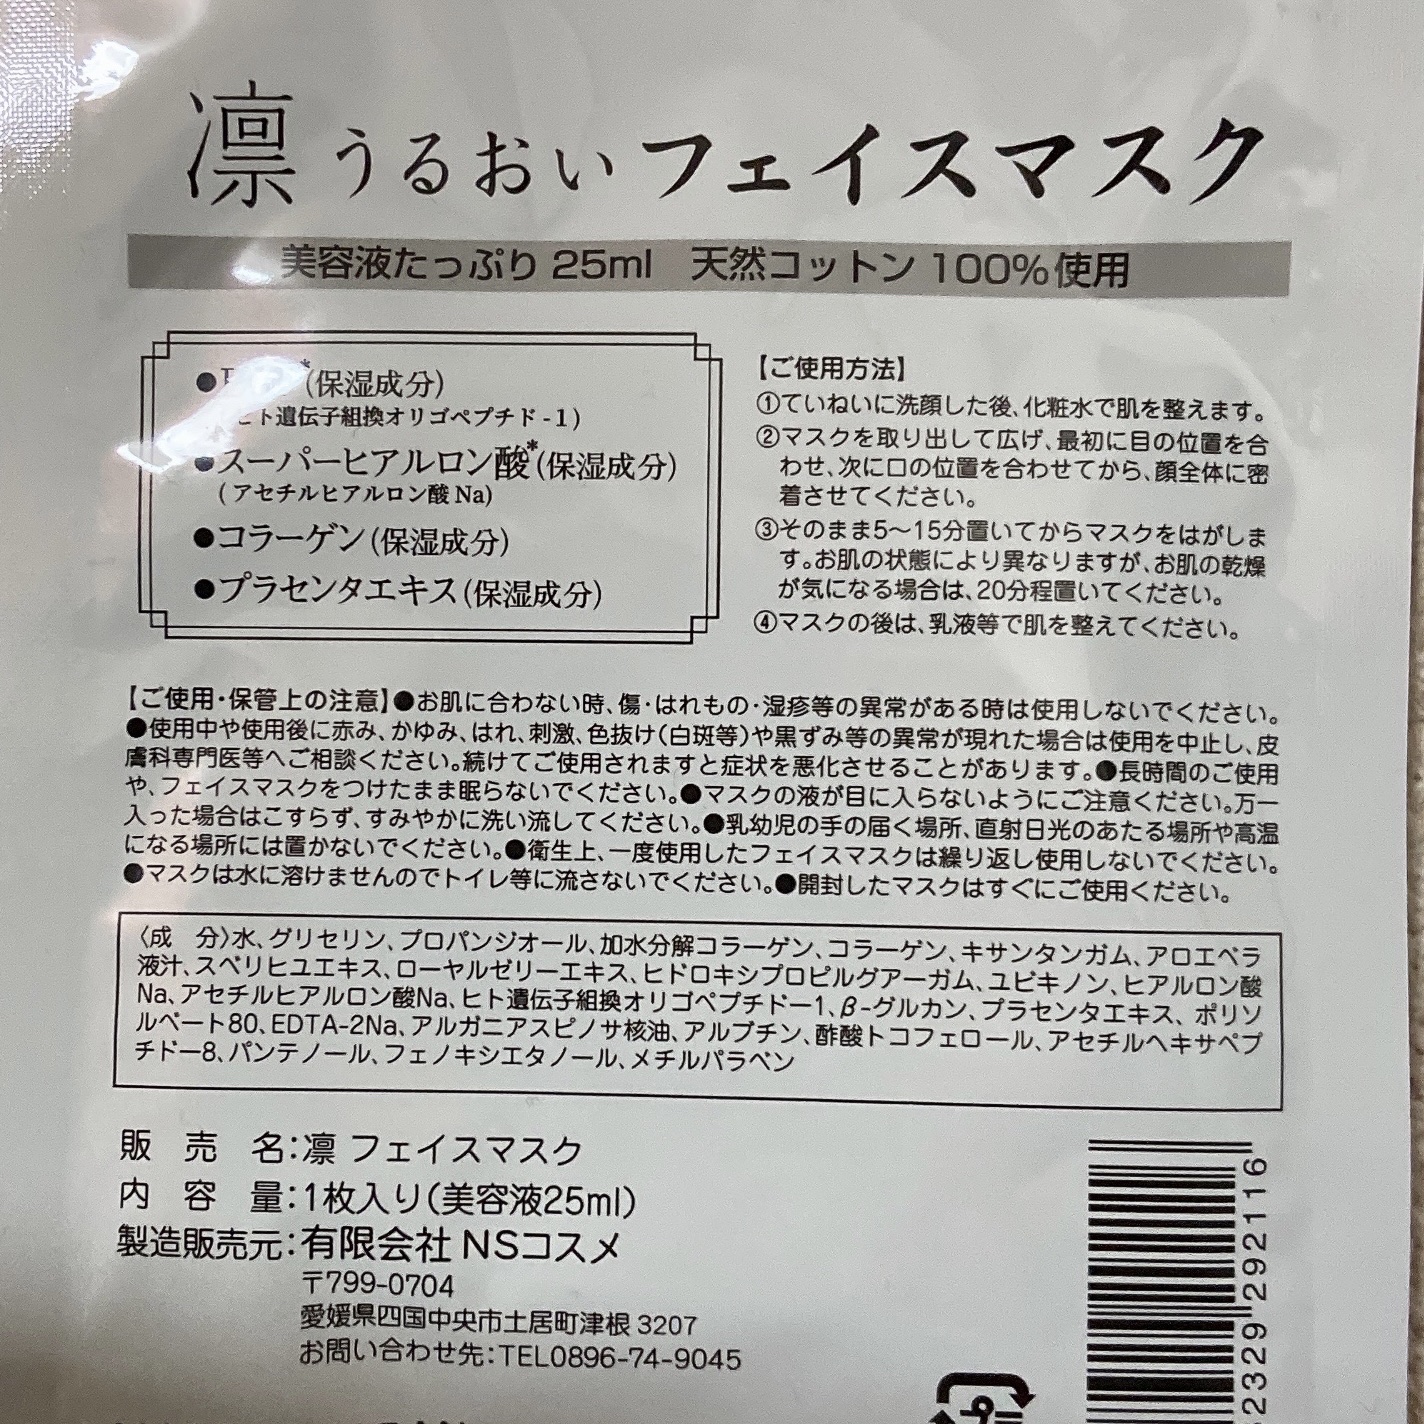 凛 うるおいフェイスマスク
美容液たっぷり 25ml 天然コットン 100%使用
(保湿成分)
ヒト遺伝子組換オリゴペプチド-1)
●スーパーヒアルロン酸*(保湿成分)
(アセチルヒアルロン酸 Na)
●コラーゲン(保湿成分)
●プラセンタエキス(保湿成分)
【ご使用方法】
①ていねいに洗顔した後、化粧水で肌を整えます。
②マスクを取り出して広げ、最初に目の位置を合
わせ、次に口の位置を合わせてから、顔全体に密
着させてください。
③そのまま5〜15分置いてからマスクをはがしま
す。お肌の状態により異なりますが、お肌の乾燥
が気になる場合は、20分程置いてください。
④マスクの後は、乳液等で肌を整えてください。
【ご使用・保管上の注意】●お肌に合わない時、傷・はれもの・湿疹等の異常がある時は使用しないでください。
●使用中や使用後に赤み、かゆみ、はれ、刺激、色抜け(白斑等)や黒ずみ等の異常が現れた場合は使用を中止し、皮
膚科専門医等へご相談ください。続けてご使用されますと症状を悪化させることがあります。●長時間のご使用
や、フェイスマスクをつけたまま眠らないでください。●マスクの液が目に入らないようにご注意ください。万一
入った場合はこすらず、すみやかに洗い流してください。●乳幼児の手の届く場所、直射日光のあたる場所や高温
になる場所には置かないでください。●衛生上、一度使用したフェイスマスクは繰り返し使用しないでください。
●マスクは水に溶けませんのでトイレ等に流さないでください。●開封したマスクはすぐにご使用ください。
〈成 分〉水、グリセリン、プロパンジオール、加水分解コラーゲン、コラーゲン、キサンタンガム、アロエベラ
液汁、スベリヒユエキス、ローヤルゼリーエキス、ヒドロキシプロピルグアーガム、ユビキノン、ヒアルロン酸
Na、アセチルヒアルロン酸Na、ヒト遺伝子組換オリゴペプチドー1、β-グルカン、プラセンタエキス、ポリソ
ルベート80、EDTA-2Na、アルガニアスピノサ核油、アルブチン、酢酸トコフェロール、アセチルヘキサペプ
チドー8、パンテノール、フェノキシエタノール、メチルパラベン
販 売 名:凛 フェイスマスク
内 容 量:1枚入り(美容液25ml)
製造販売元:有限会社 NSコスメ
〒799-0704
愛媛県四国中央市土居町津根 3207
お問い合わせ先:TEL0896-74-9045
232９9 292116